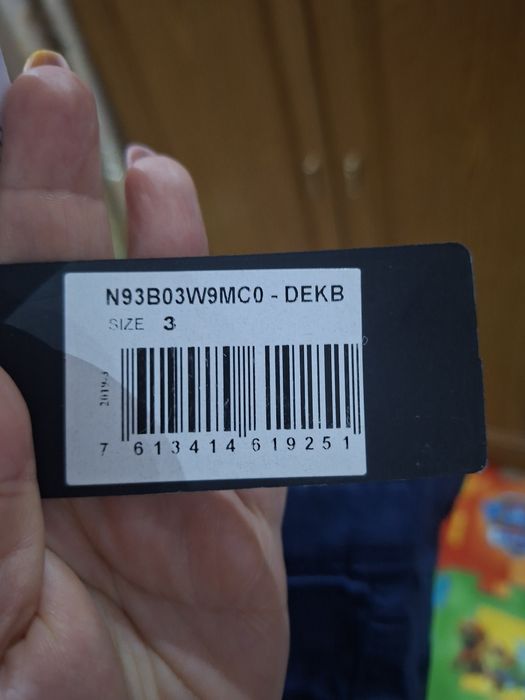 N93B03W9MC0 - DEKB
SIZE 3
2019-3
7 613414 619251